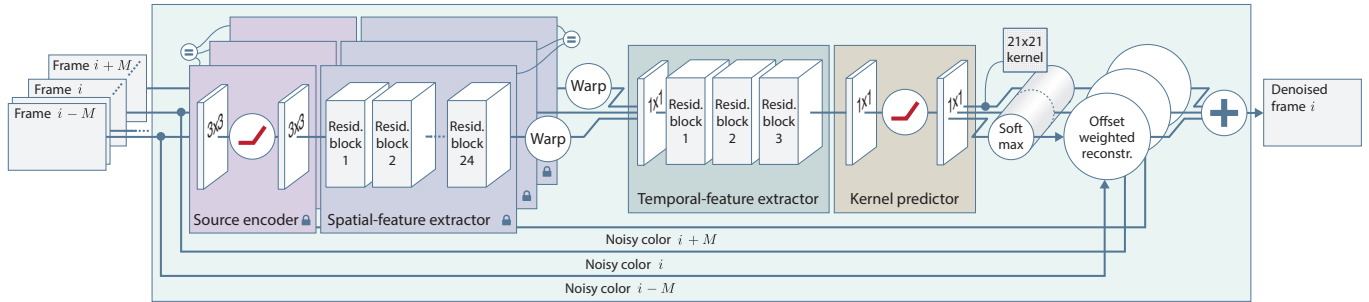 Frame i + M
Frame i
Frame i − M
3x3
3x3
Resid.
block
1
Resid.
block
2
Resid.
block
24
Source encoder
Spatial-feature extractor
=
=
Warp
Warp
1x1
Resid.
block
1
Resid.
block
2
Resid.
block
3
Temporal-feature extractor
1x1
1x1
Kernel predictor
21x21
kernel
Soft
max
Offset
weighted
reconstr.
+
Denoised
frame i
Noisy color i + M
Noisy color i
Noisy color i − M